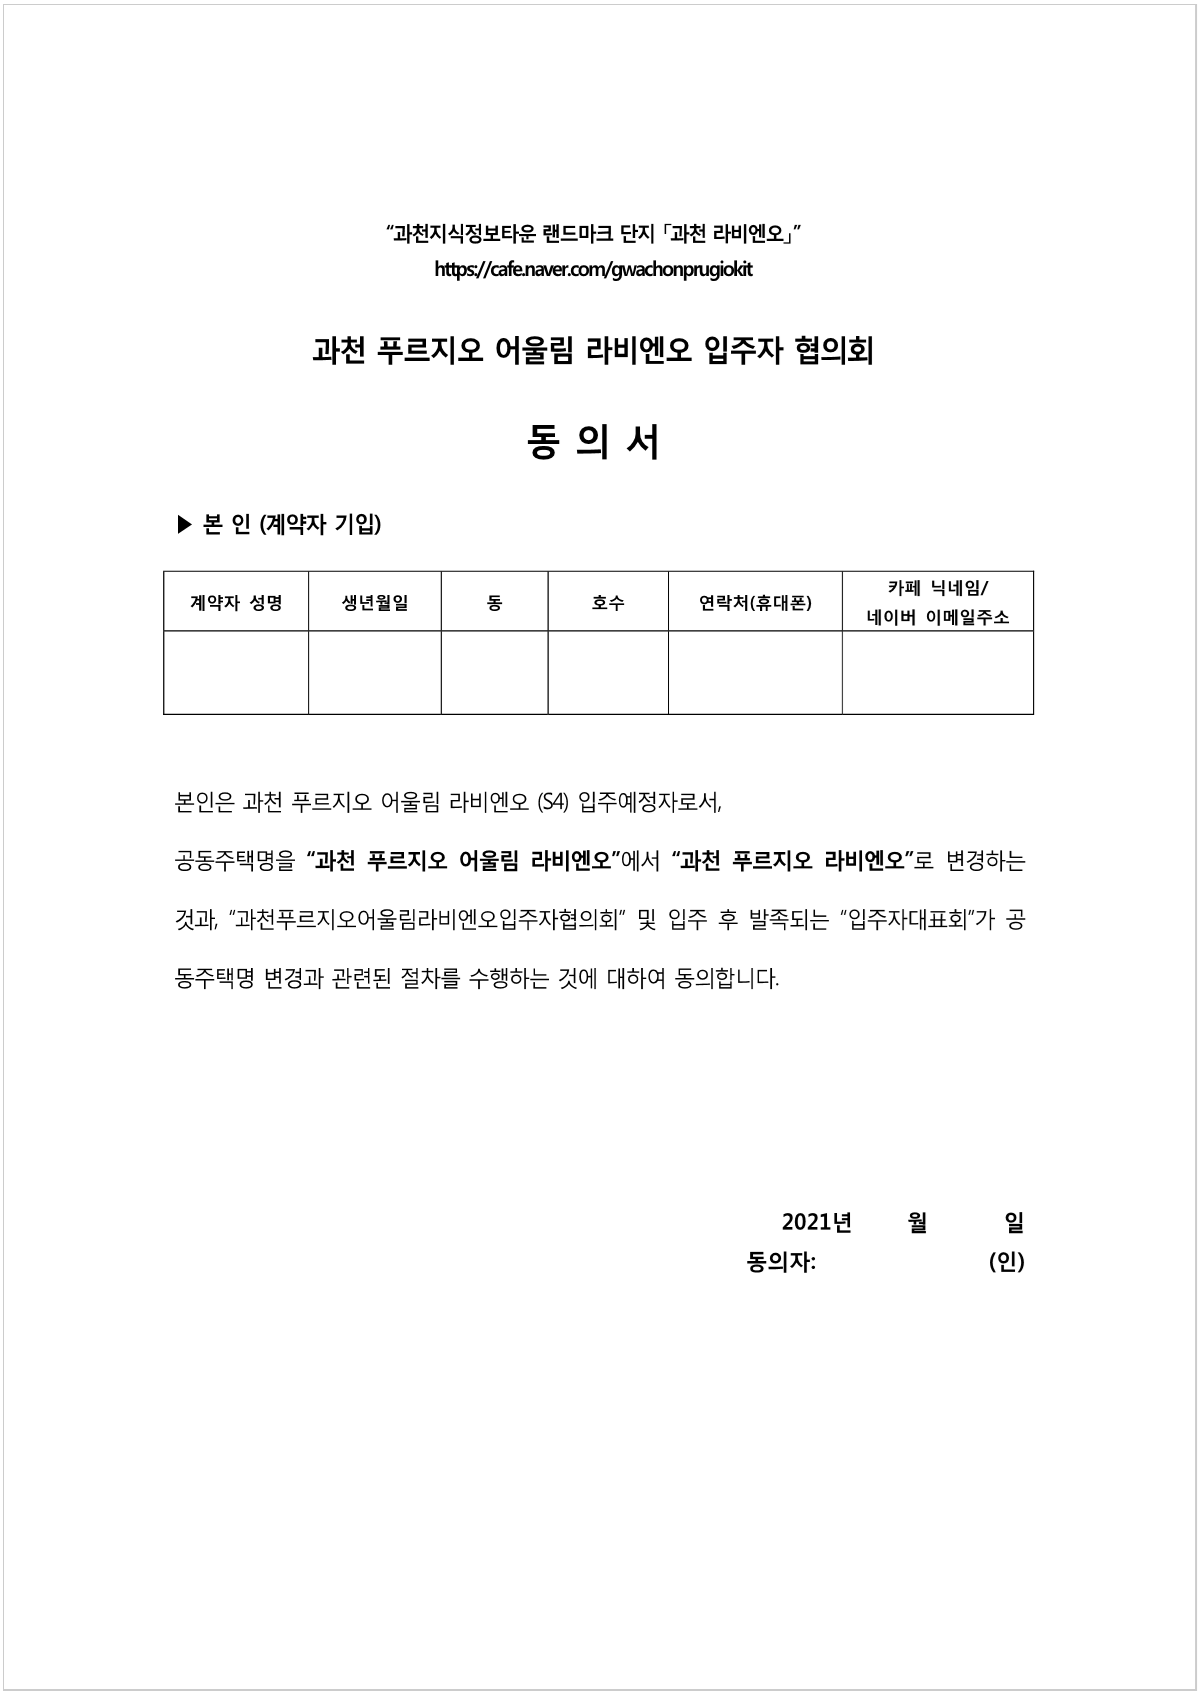 “과천지식정보타운 랜드마크 단지 「과천 라비엔오」”
https://cafe.naver.com/gwachonprugiokit
과천 푸르지오 어울림 라비엔오 입주자 협의회
동 의 서
▶ 본 인 (계약자 기입)
계약자 성명 생년월일 동 호수 연락처(휴대폰) 카페 닉네임/
네이버 이메일주소
본인은 과천 푸르지오 어울림 라비엔오 (S4) 입주예정자로서,
공동주택명을 “과천 푸르지오 어울림 라비엔오”에서 “과천 푸르지오 라비엔오”로 변경하는
것과, “과천푸르지오어울림라비엔오입주자협의회” 및 입주 후 발족되는 “입주자대표회”가 공
동주택명 변경과 관련된 절차를 수행하는 것에 대하여 동의합니다.
2021년 월 일
동의자: (인)